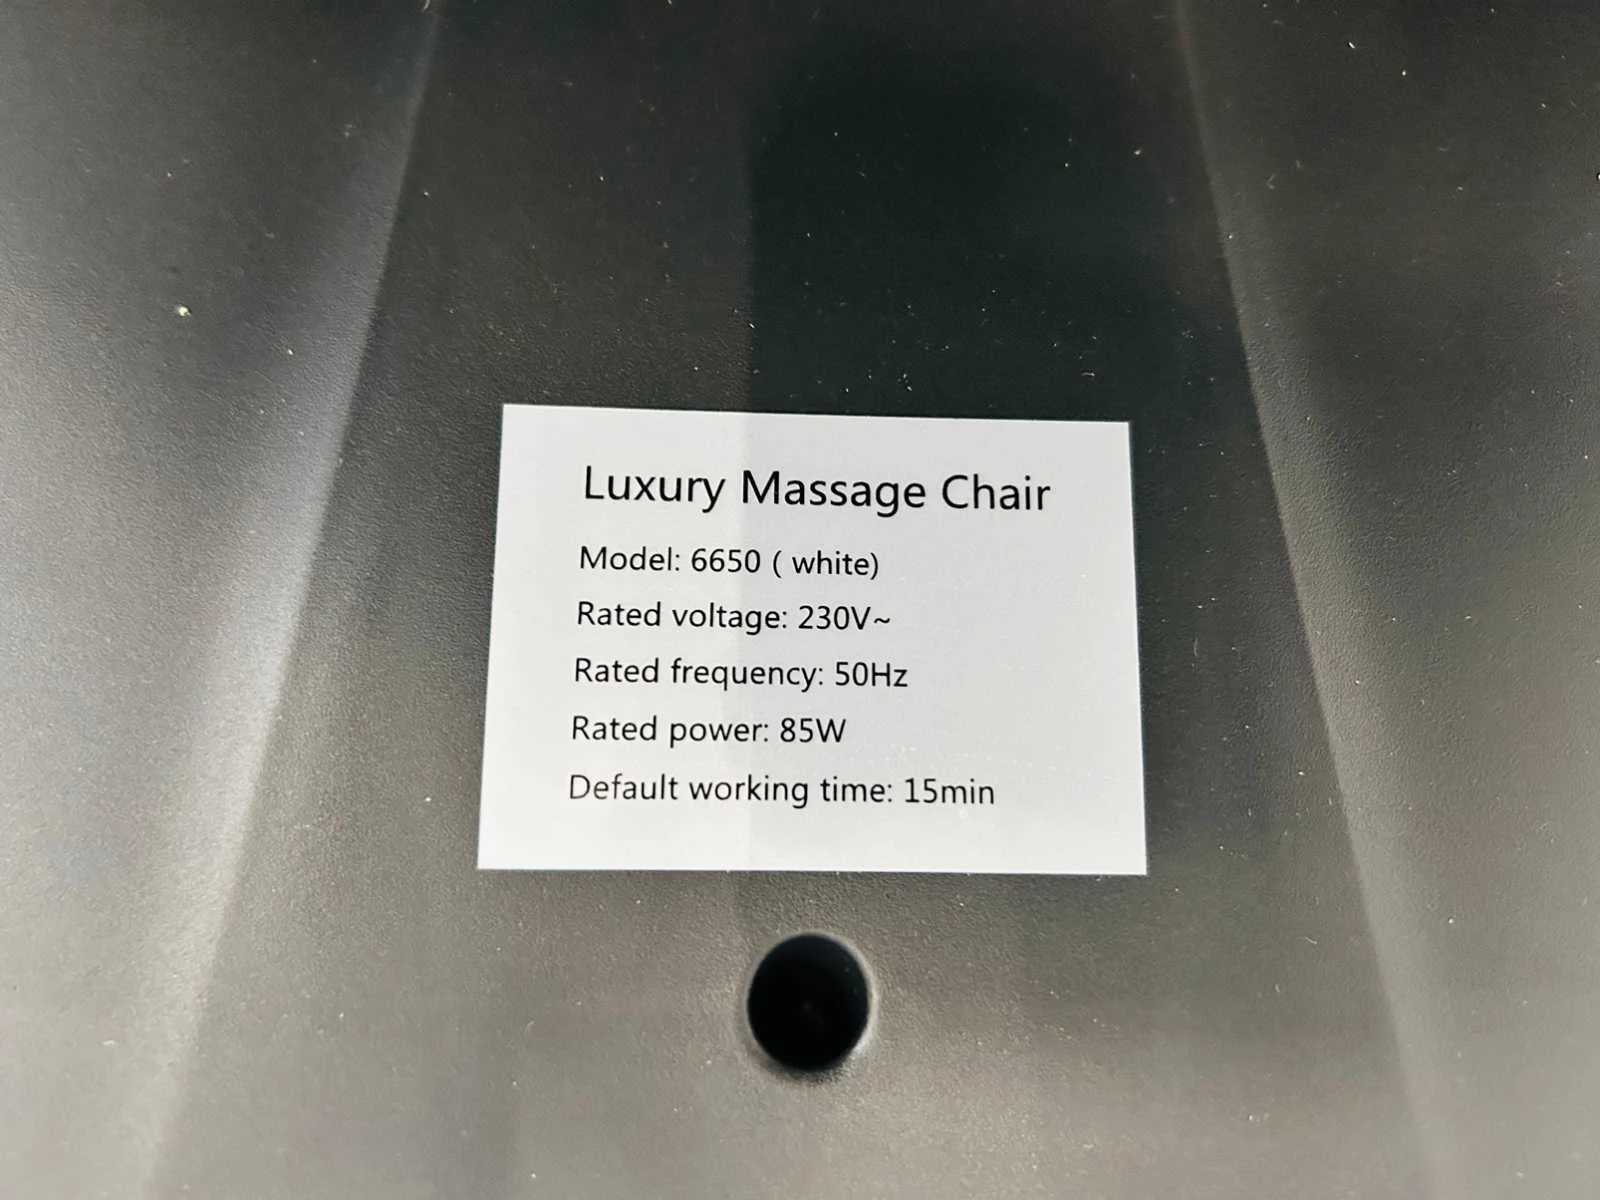 Luxury Massage Chair
Model: 6650 ( white)
Rated voltage: 230V~
Rated frequency: 50Hz
Rated power: 85W
Default working time: 15min